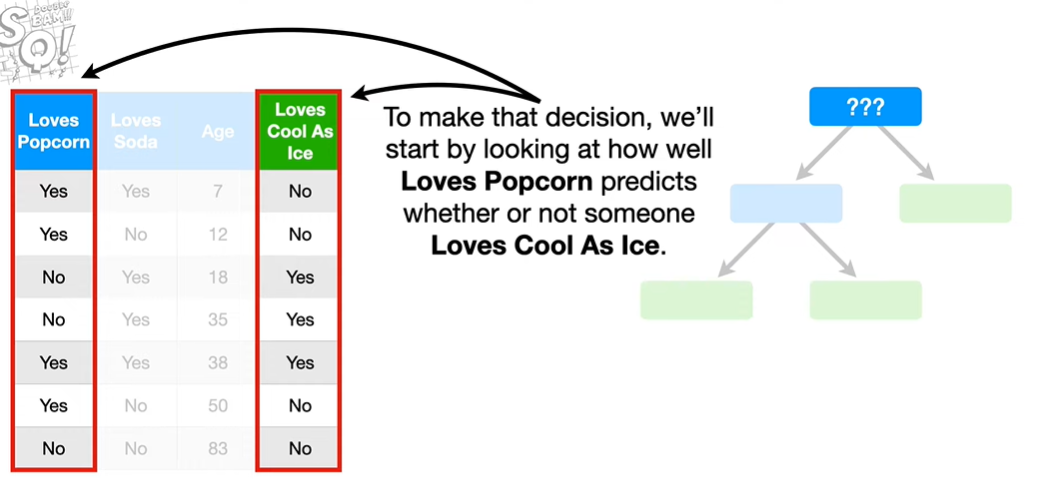 DOUBLE
BAM!!!
SQ!
Loves Popcorn Loves Soda Age Loves Cool As Ice
Yes Yes 7 No
Yes No 12 No
No Yes 18 Yes
No Yes 35 Yes
Yes Yes 38 Yes
Yes No 50 No
No No 83 No
To make that decision, we’ll
start by looking at how well
Loves Popcorn predicts
whether or not someone
Loves Cool As Ice.
???